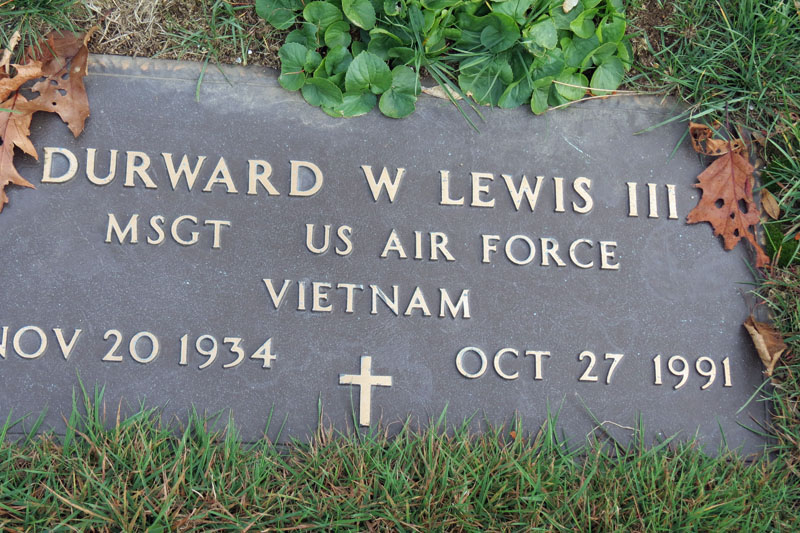 DURWARD W LEWIS III
MSGT US AIR FORCE
VIETNAM
NOV 20 1934 OCT 27 1991